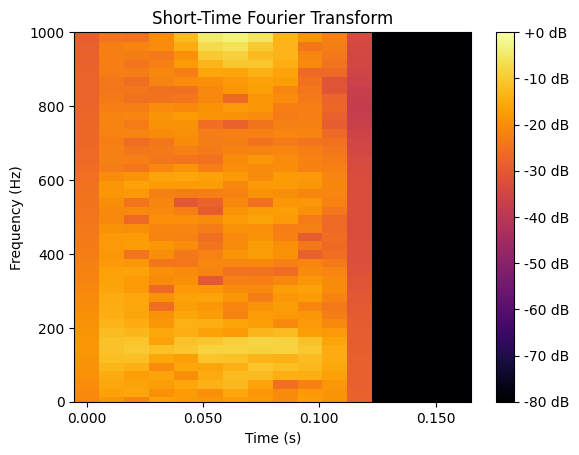 Short-Time Fourier Transform
1000
800
600
400
200
0
Frequency (Hz)
0.000
0.050
0.100
0.150
Time (s)
+0 dB
-10 dB
-20 dB
-30 dB
-40 dB
-50 dB
-60 dB
-70 dB
-80 dB